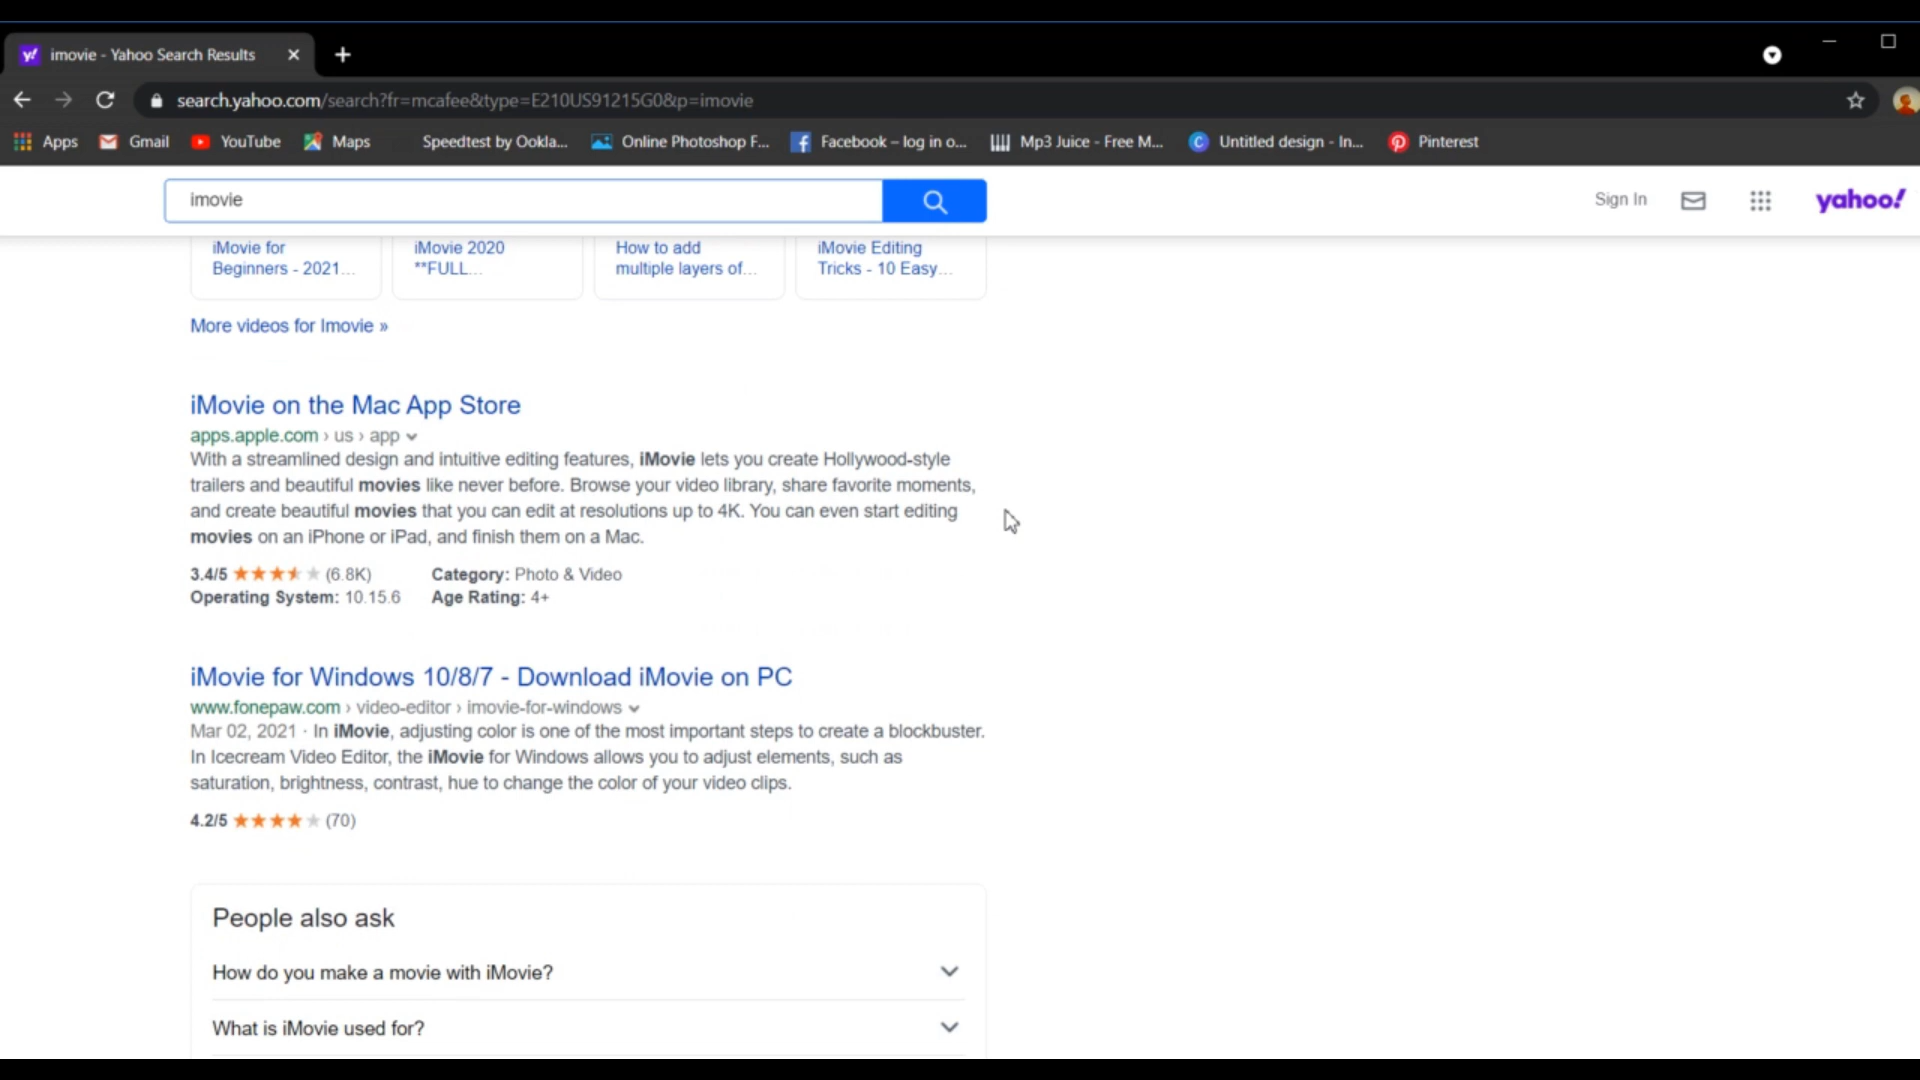 imovie - Yahoo Search Results
search.yahoo.com/search?fr=mcafee&type=E210US91215G0&p=imovie
Apps Gmail YouTube Maps Speedtest by Ookla... Online Photoshop F... Facebook – log in o... Mp3 Juice - Free M... Untitled design - In... Pinterest
imovie Sign In yahoo!
iMovie for iMovie 2020 How to add iMovie Editing
Beginners - 2021... **FULL... multiple layers of... Tricks - 10 Easy...
More videos for Imovie »
iMovie on the Mac App Store
apps.apple.com › us › app
With a streamlined design and intuitive editing features, iMovie lets you create Hollywood-style
trailers and beautiful movies like never before. Browse your video library, share favorite moments,
and create beautiful movies that you can edit at resolutions up to 4K. You can even start editing
movies on an iPhone or iPad, and finish them on a Mac.
3.4/5 (6.8K) Category: Photo & Video
Operating System: 10.15.6 Age Rating: 4+
iMovie for Windows 10/8/7 - Download iMovie on PC
www.fonepaw.com › video-editor › imovie-for-windows
Mar 02, 2021 · In iMovie, adjusting color is one of the most important steps to create a blockbuster.
In Icecream Video Editor, the iMovie for Windows allows you to adjust elements, such as
saturation, brightness, contrast, hue to change the color of your video clips.
4.2/5 (70)
People also ask
How do you make a movie with iMovie?
What is iMovie used for?